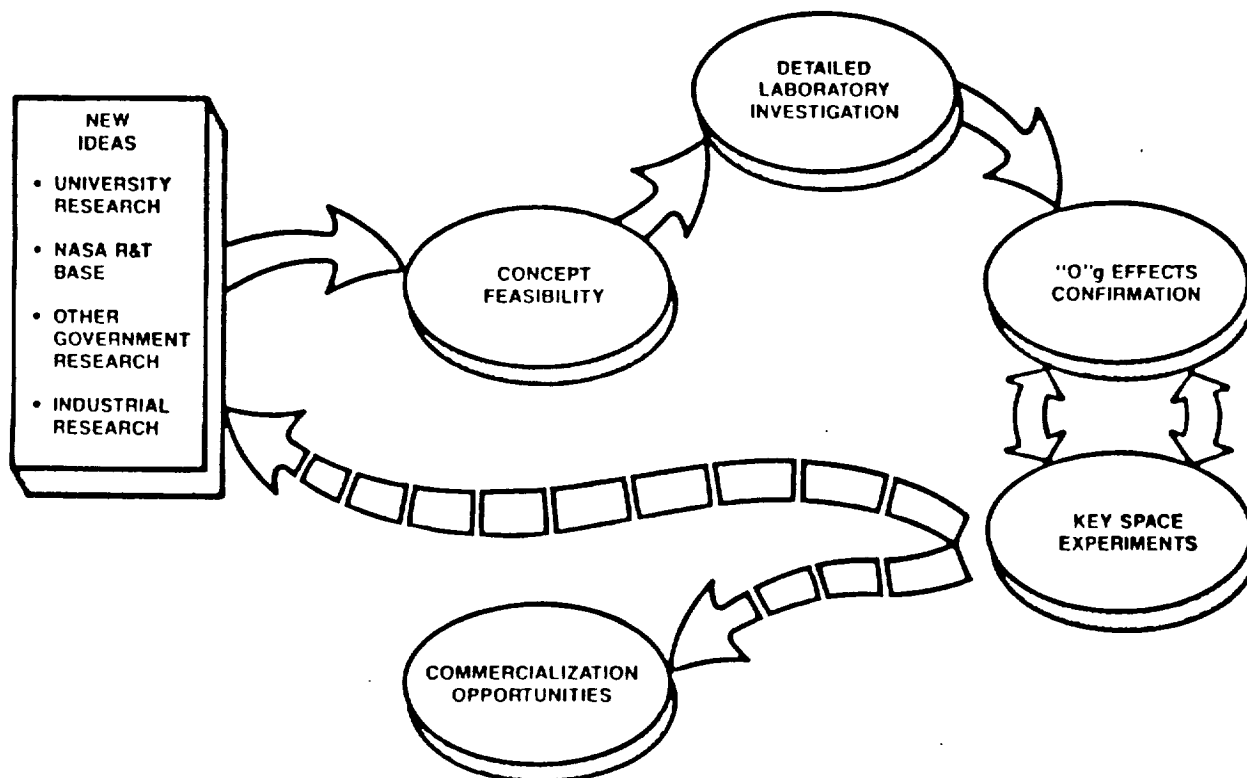 NEW
IDEAS
• UNIVERSITY
RESEARCH
• NASA R&T
BASE
• OTHER
GOVERNMENT
RESEARCH
• INDUSTRIAL
RESEARCH
CONCEPT
FEASIBILITY
DETAILED
LABORATORY
INVESTIGATION
"O"g EFFECTS
CONFIRMATION
KEY SPACE
EXPERIMENTS
COMMERCIALIZATION
OPPORTUNITIES